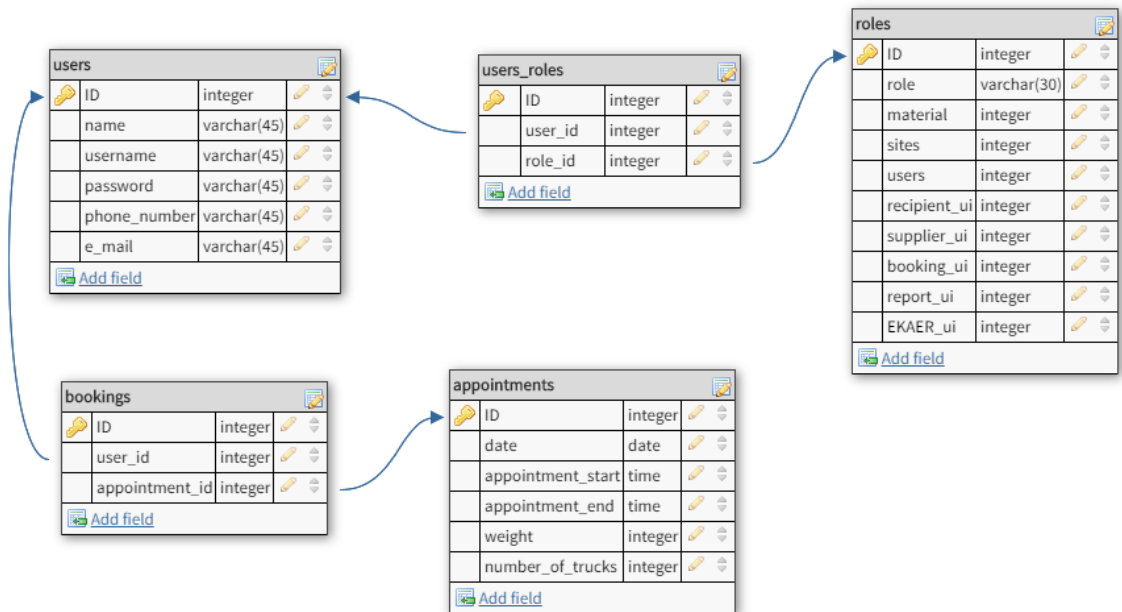 users
ID integer
name varchar(45)
username varchar(45)
password varchar(45)
phone_number varchar(45)
e_mail varchar(45)
Add field
users_roles
ID integer
user_id integer
role_id integer
Add field
roles
ID integer
role varchar(30)
material integer
sites integer
users integer
recipient_ui integer
supplier_ui integer
booking_ui integer
report_ui integer
EKAER_ui integer
Add field
bookings
ID integer
user_id integer
appointment_id integer
Add field
appointments
ID integer
date date
appointment_start time
appointment_end time
weight integer
number_of_trucks integer
Add field